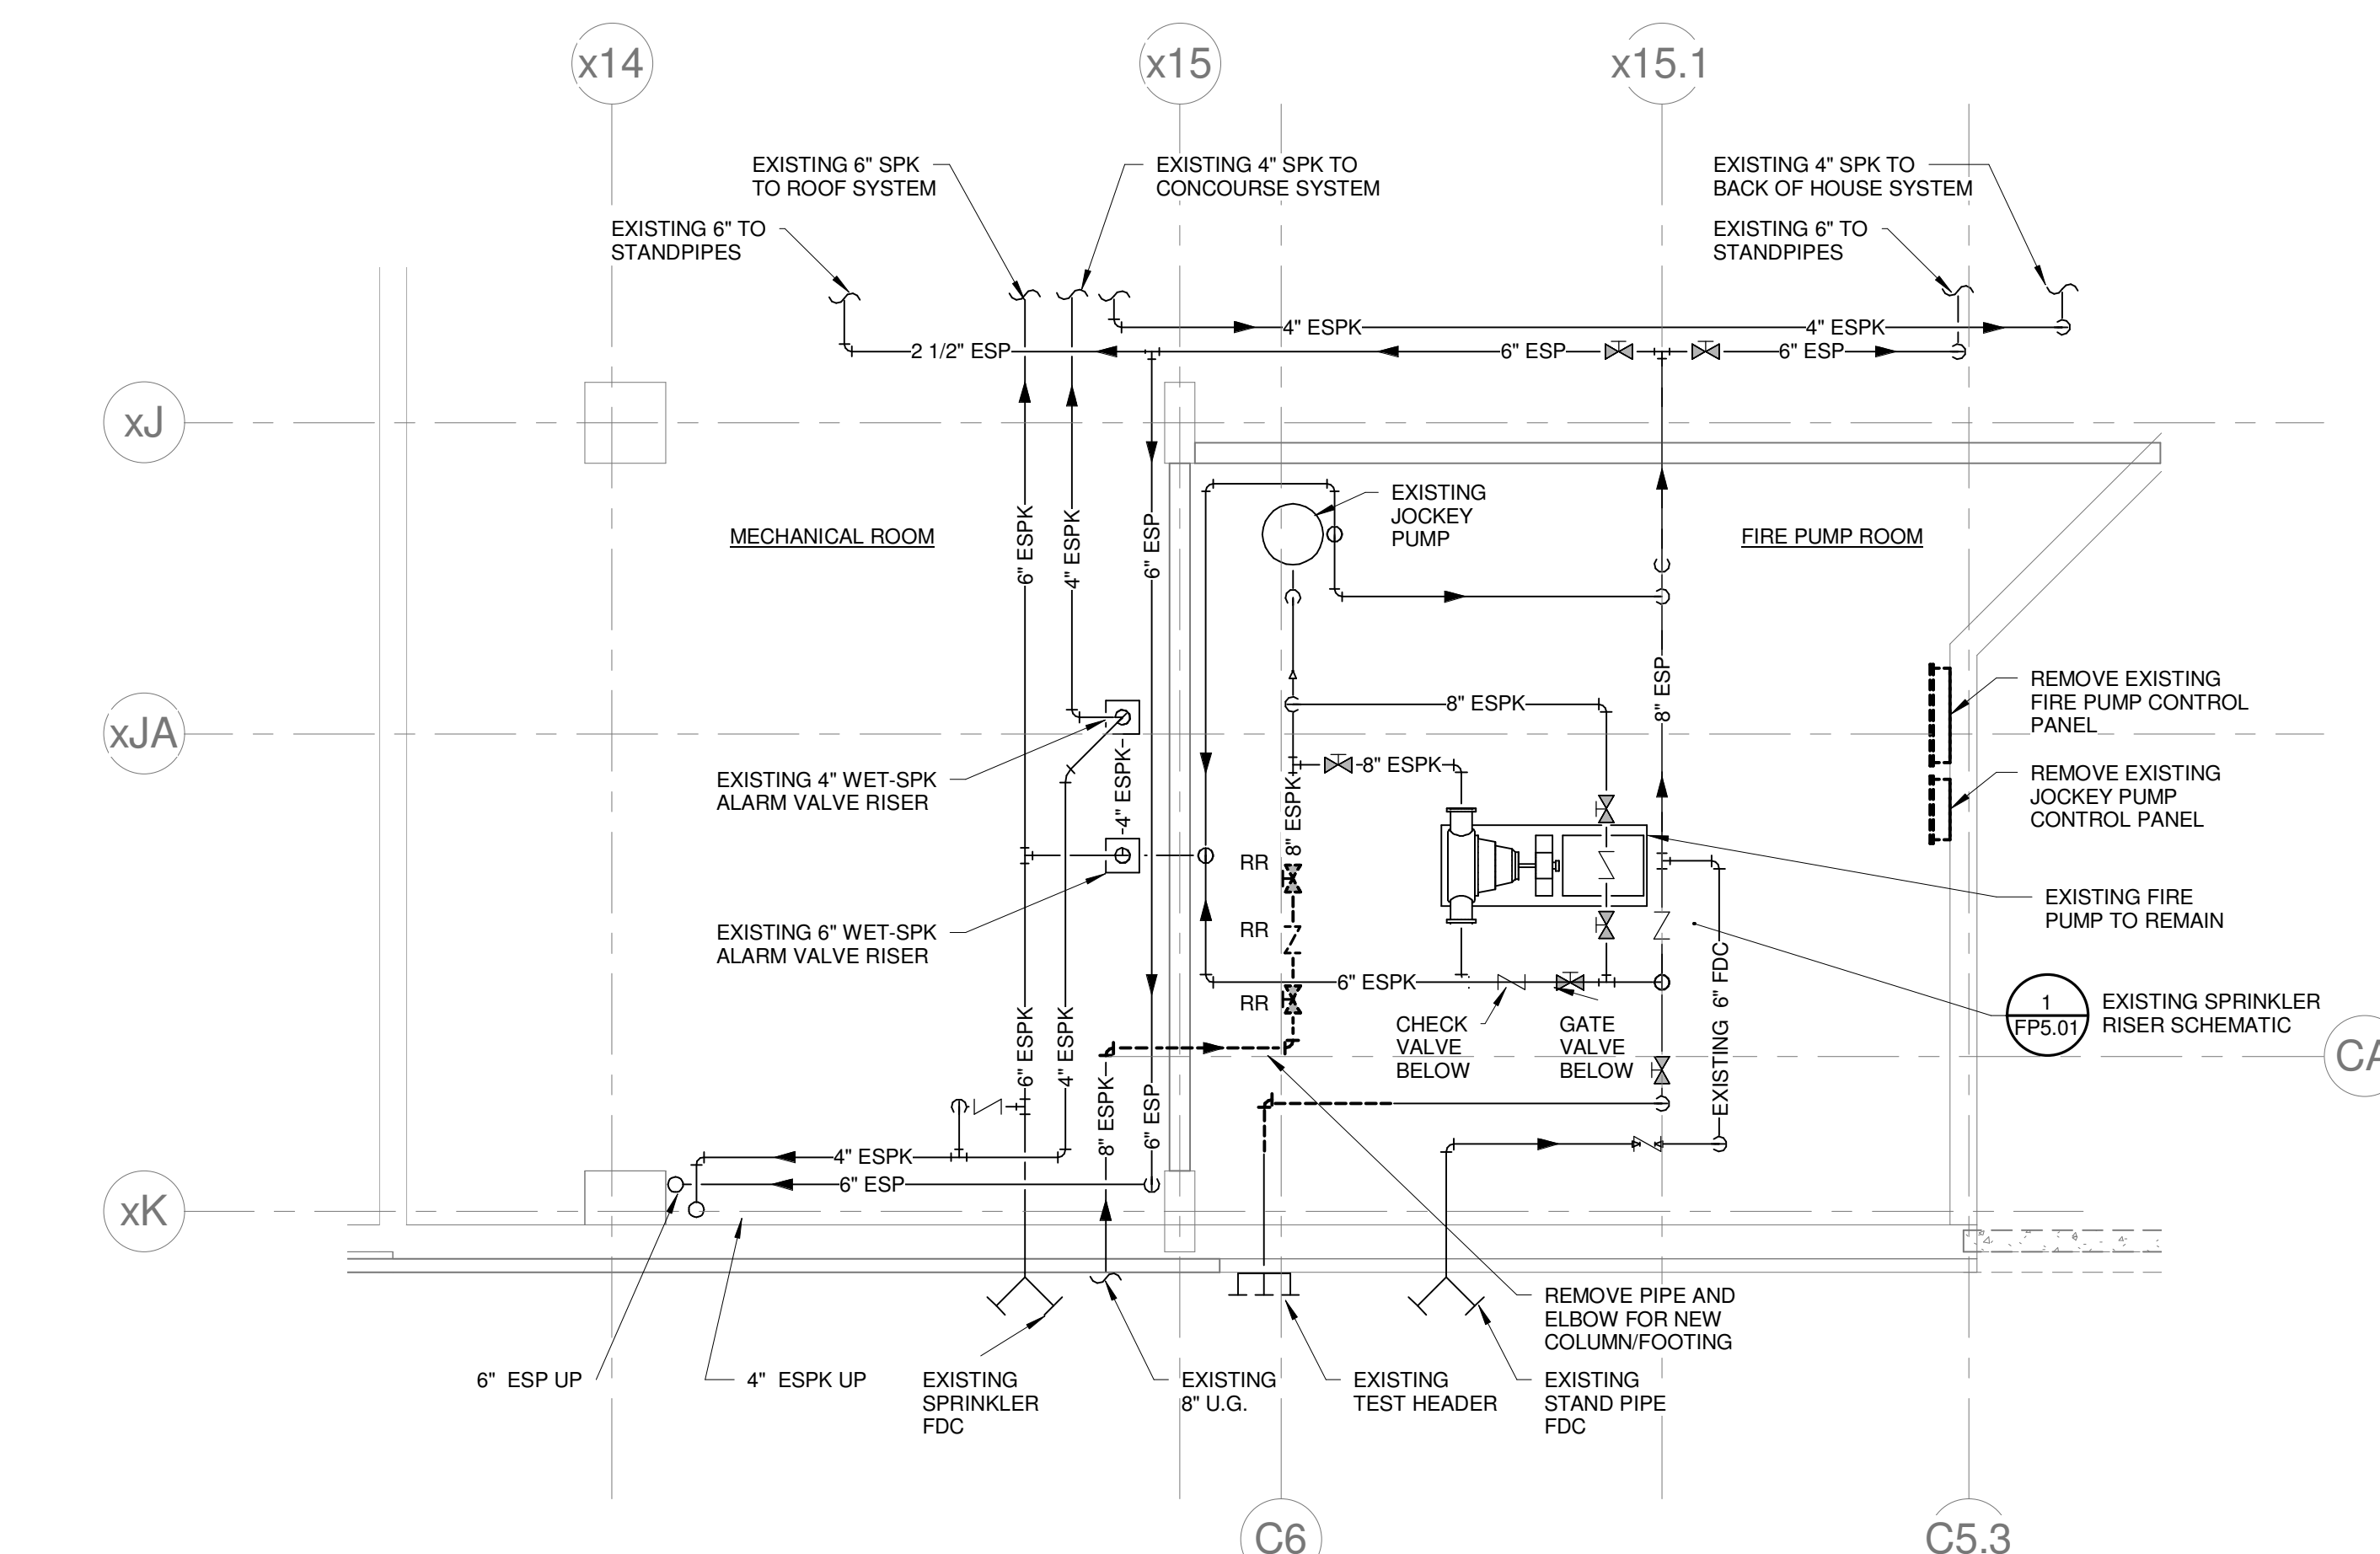 x14
x15
x15.1
EXISTING 6" SPK
TO ROOF SYSTEM
EXISTING 4" SPK TO
CONCOURSE SYSTEM
EXISTING 4" SPK TO
BACK OF HOUSE SYSTEM
EXISTING 6" TO
STANDPIPES
EXISTING 6" TO
STANDPIPES
4" ESPK
4" ESPK
2 1/2" ESP
6" ESP
6" ESP
xJ
EXISTING
JOCKEY
PUMP
MECHANICAL ROOM
FIRE PUMP ROOM
6" ESPK
4" ESPK
6" ESP
8" ESP
8" ESPK
REMOVE EXISTING
FIRE PUMP CONTROL
PANEL
xJA
EXISTING 4" WET-SPK
ALARM VALVE RISER
4" ESPK
8" ESPK
8" ESPK
REMOVE EXISTING
JOCKEY PUMP
CONTROL PANEL
RR
EXISTING FIRE
PUMP TO REMAIN
EXISTING 6" WET-SPK
ALARM VALVE RISER
RR
6" ESPK
RR
EXISTING 6" FDC
1
FP5.01
EXISTING SPRINKLER
RISER SCHEMATIC
CHECK
VALVE
BELOW
GATE
VALVE
BELOW
CA
6" ESPK
4" ESPK
8" ESPK
6" ESP
4" ESPK
6" ESP
xK
REMOVE PIPE AND
ELBOW FOR NEW
COLUMN/FOOTING
6" ESP UP
4" ESPK UP
EXISTING
SPRINKLER
FDC
EXISTING
8" U.G.
EXISTING
TEST HEADER
EXISTING
STAND PIPE
FDC
C6
C5.3